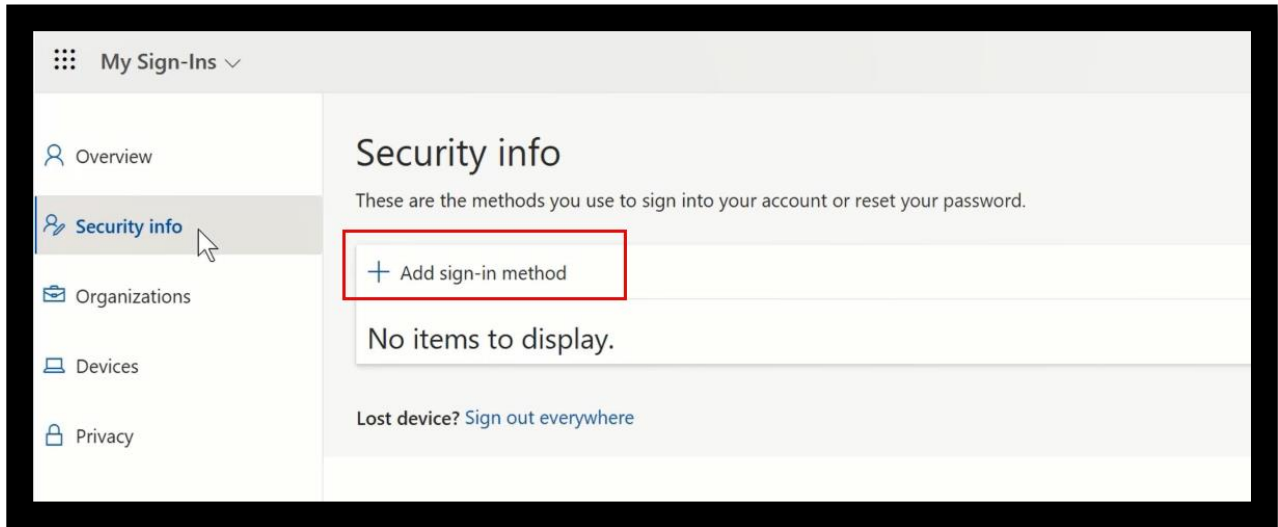 My Sign-Ins
Overview
Security info
Organizations
Devices
Privacy
Security info
These are the methods you use to sign into your account or reset your password.
+ Add sign-in method
No items to display.
Lost device? Sign out everywhere